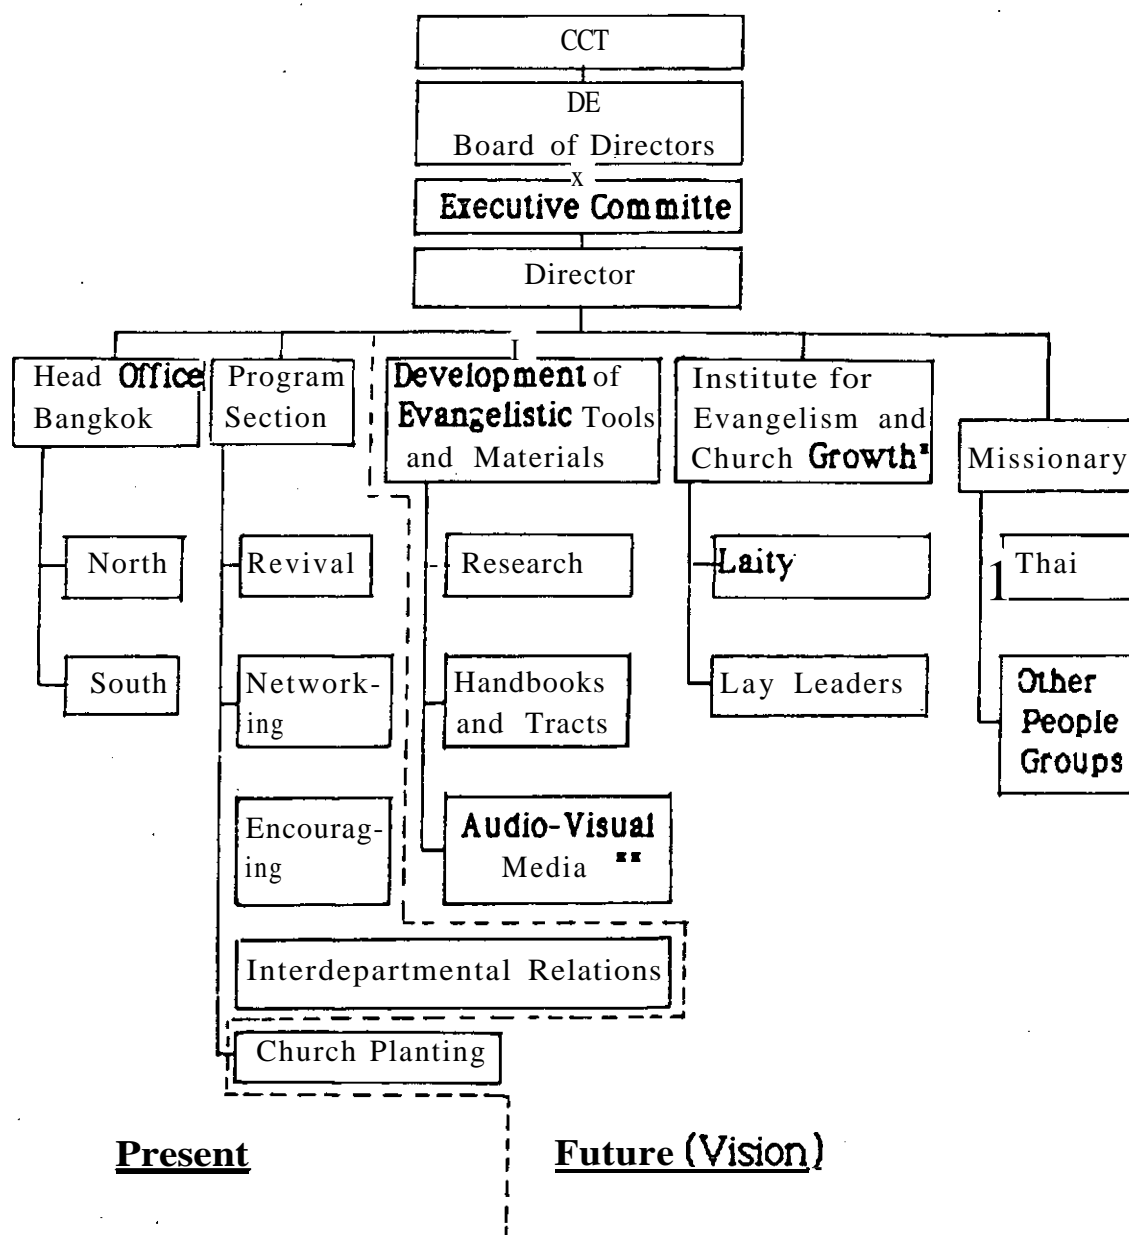 CCT
DE
Board of Directors
x
Executive Committe
Director
I
Head Office
Bangkok
North
South
Program
Section
Revival
Network-
ing
Encourag-
ing
Interdepartmental Relations
Church Planting
Development of
Evangelistic Tools
and Materials
Research
Handbooks
and Tracts
Audio-Visual
Media **
Institute for
Evangelism and
Church Growth*
Laity
Lay Leaders
Missionary
1 Thai
Other
People
Groups
Present
Future (Vision)